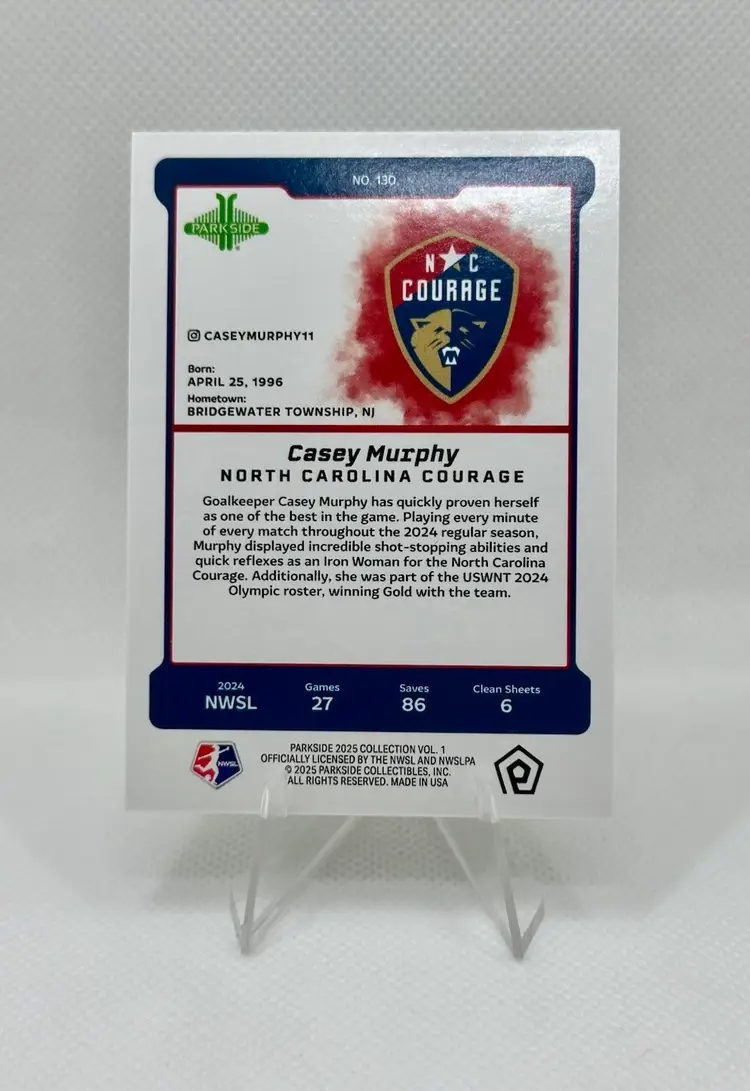 NO. 130
PARKSIDE
N C
COURAGE
CASEYMURPHY11
Born:
APRIL 25, 1996
Hometown:
BRIDGEWATER TOWNSHIP, NJ
Casey Murphy
NORTH CAROLINA COURAGE
Goalkeeper Casey Murphy has quickly proven herself
as one of the best in the game. Playing every minute
of every match throughout the 2024 regular season,
Murphy displayed incredible shot-stopping abilities and
quick reflexes as an Iron Woman for the North Carolina
Courage. Additionally, she was part of the USWNT 2024
Olympic roster, winning Gold with the team.
2024 Games Saves Clean Sheets
NWSL 27 86 6
NWSL
PARKSIDE 2025 COLLECTION VOL. 1
OFFICIALLY LICENSED BY THE NWSL AND NWSLPA
© 2025 PARKSIDE COLLECTIBLES, INC.
ALL RIGHTS RESERVED. MADE IN USA